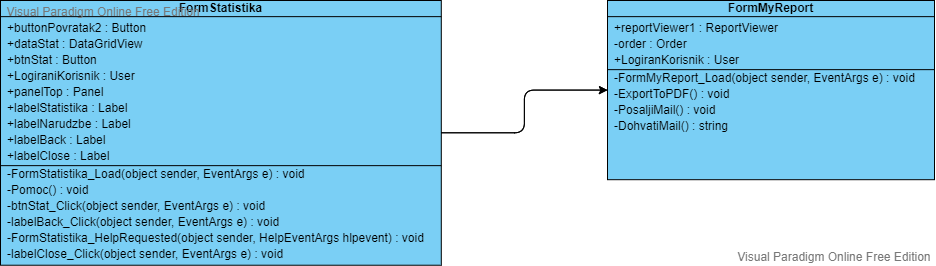 Visual Paradigm Online Free Edition
FormStatistika
+buttonPovratak2 : Button
+dataStat : DataGridView
+btnStat : Button
+LogiraniKorisnik : User
+panelTop : Panel
+labelStatistika : Label
+labelNarudzbe : Label
+labelBack : Label
+labelClose : Label
-FormStatistika_Load(object sender, EventArgs e) : void
-Pomoc() : void
-btnStat_Click(object sender, EventArgs e) : void
-labelBack_Click(object sender, EventArgs e) : void
-FormStatistika_HelpRequested(object sender, HelpEventArgs hlpevent) : void
-labelClose_Click(object sender, EventArgs e) : void
FormMyReport
+reportViewer1 : ReportViewer
-order : Order
+LogiranKorisnik : User
-FormMyReport_Load(object sender, EventArgs e) : void
-ExportToPDF() : void
-PosaljiMail() : void
-DohvatiMail() : string
Visual Paradigm Online Free Edition